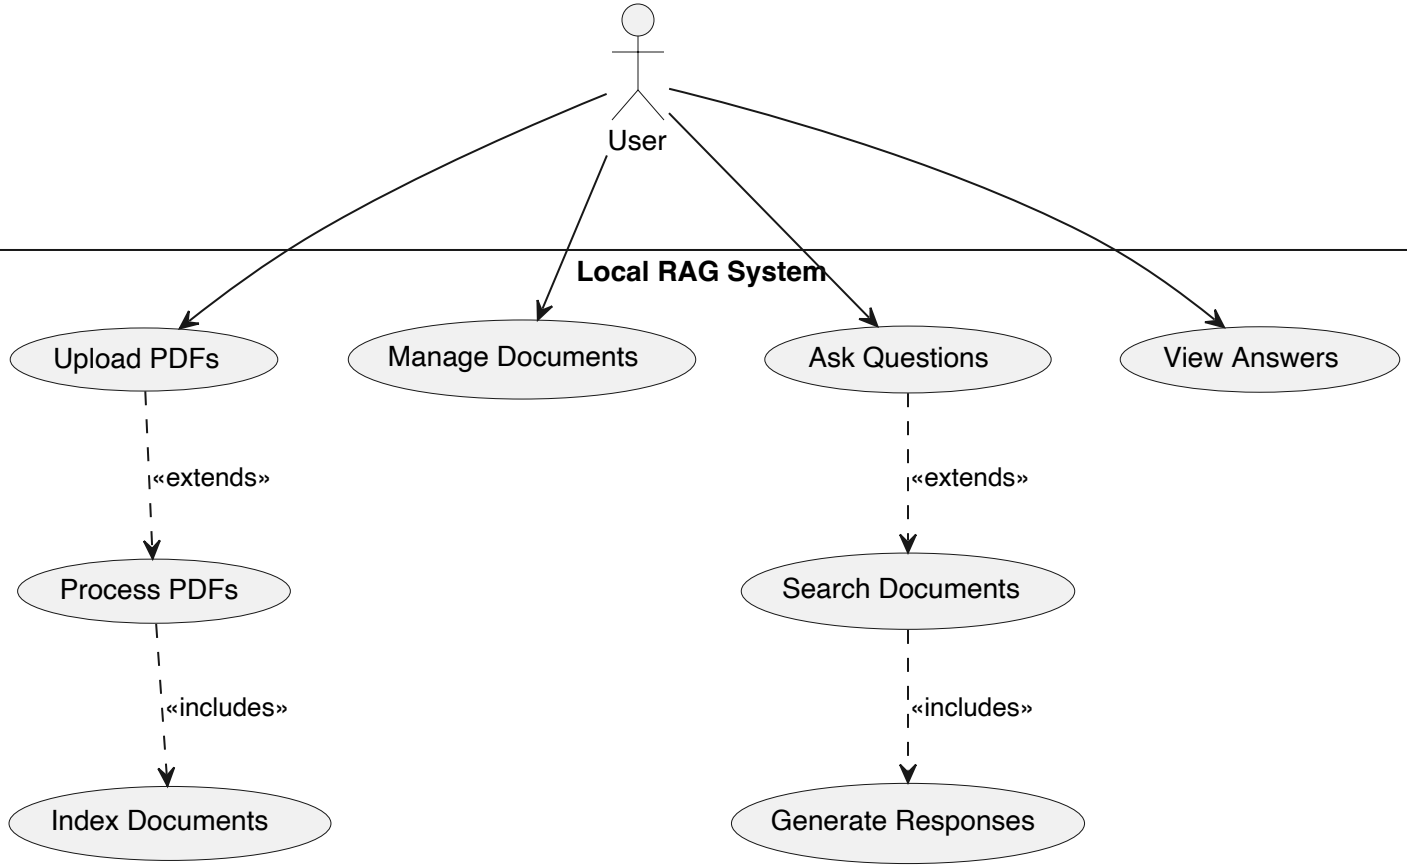 User
Local RAG System
Upload PDFs
Manage Documents
Ask Questions
View Answers
«extends»
«extends»
Process PDFs
Search Documents
«includes»
«includes»
Index Documents
Generate Responses